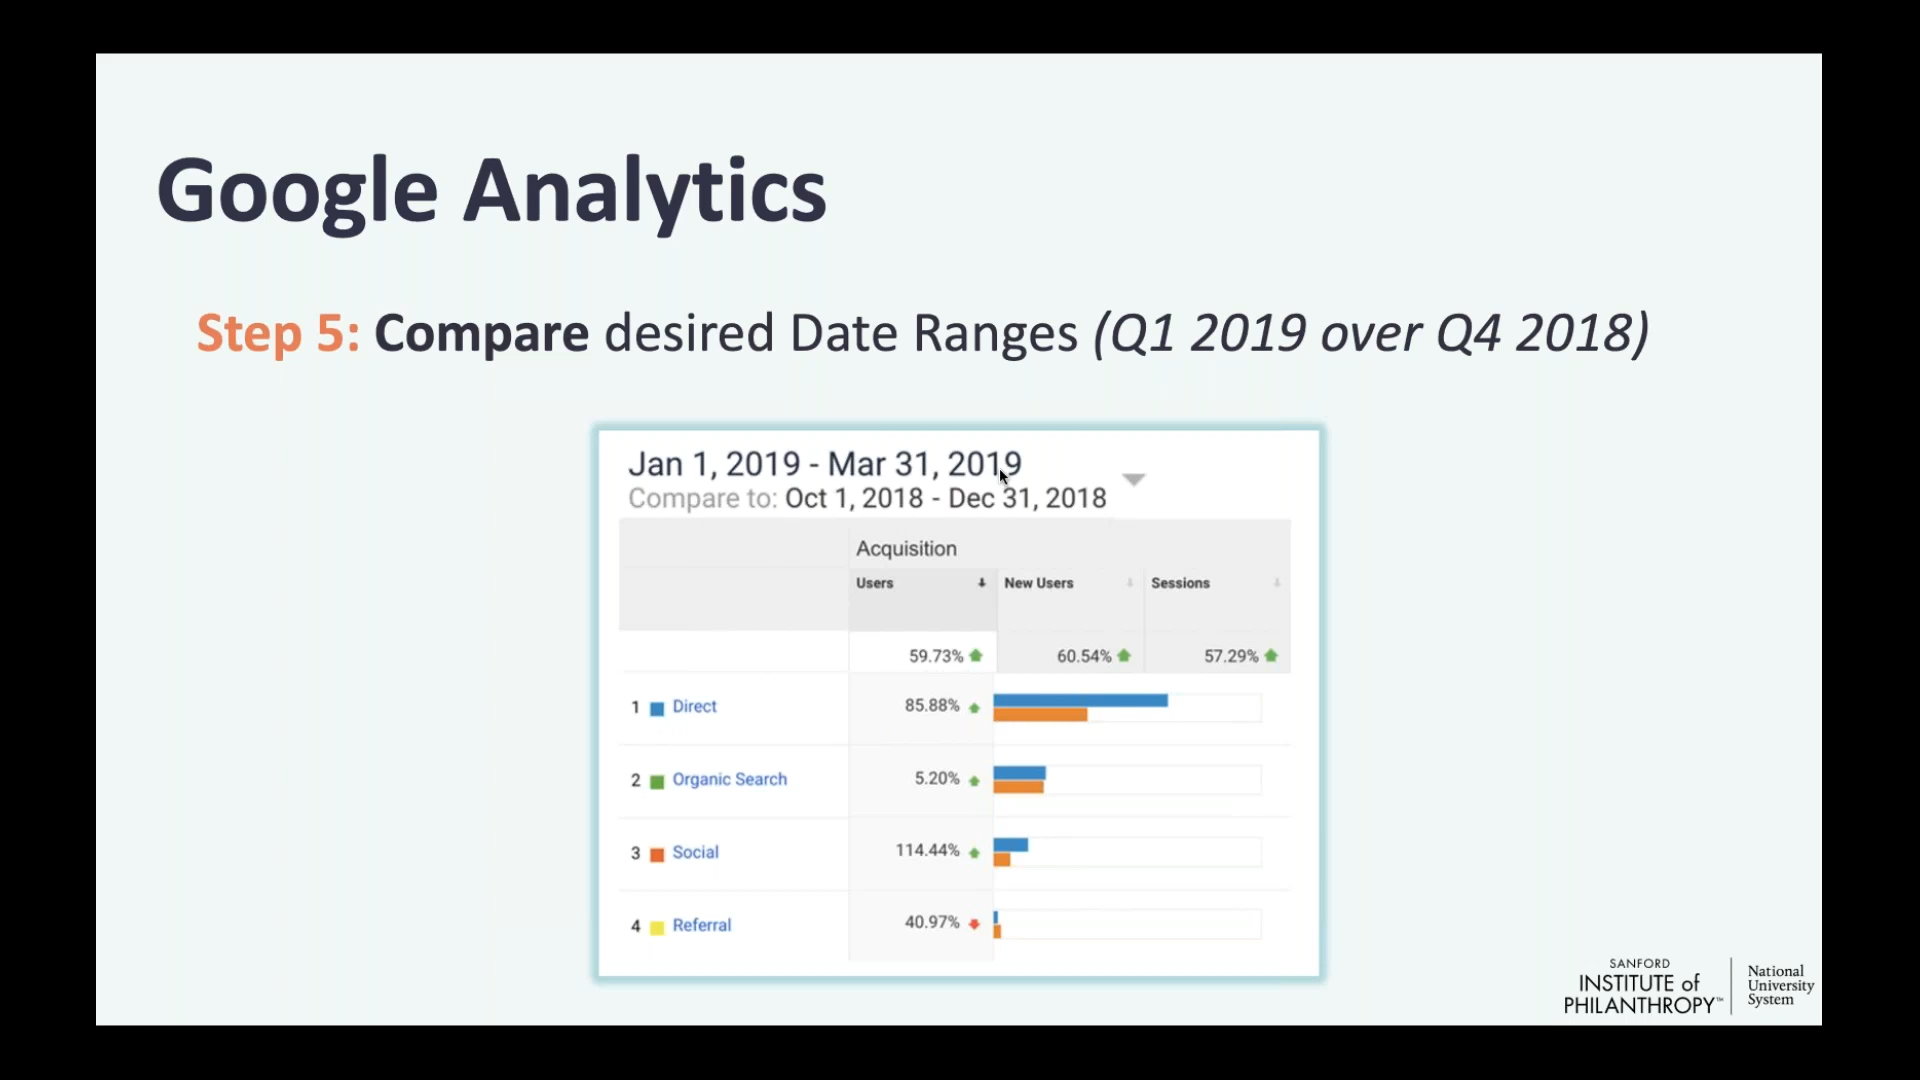 Google Analytics
Step 5: Compare desired Date Ranges (Q1 2019 over Q4 2018)
Jan 1, 2019 - Mar 31, 2019
Compare to: Oct 1, 2018 - Dec 31, 2018
Acquisition
Users New Users Sessions
59.73% 60.54% 57.29%
1 Direct 85.88%
2 Organic Search 5.20%
3 Social 114.44%
4 Referral 40.97%
SANFORD
INSTITUTE of
PHILANTHROPY™
National
University
System